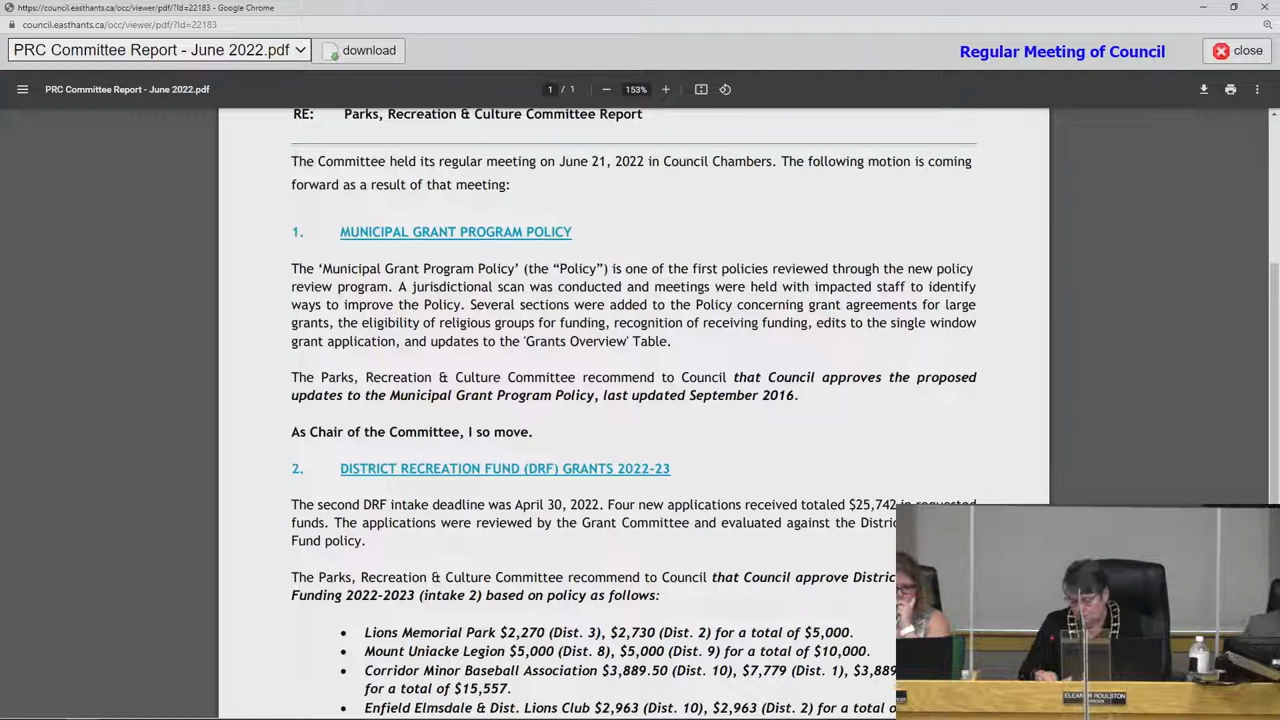 https://council.easthants.ca/occ/viewer/pdf/?Id=22183 - Google Chrome
council.easthants.ca/occ/viewer/pdf/?Id=22183
PRC Committee Report - June 2022.pdf download Regular Meeting of Council close
PRC Committee Report - June 2022.pdf 1 / 1 153%
RE: Parks, Recreation & Culture Committee Report
The Committee held its regular meeting on June 21, 2022 in Council Chambers. The following motion is coming
forward as a result of that meeting:
1. MUNICIPAL GRANT PROGRAM POLICY
The ‘Municipal Grant Program Policy’ (the “Policy”) is one of the first policies reviewed through the new policy
review program. A jurisdictional scan was conducted and meetings were held with impacted staff to identify
ways to improve the Policy. Several sections were added to the Policy concerning grant agreements for large
grants, the eligibility of religious groups for funding, recognition of receiving funding, edits to the single window
grant application, and updates to the 'Grants Overview' Table.
The Parks, Recreation & Culture Committee recommend to Council that Council approves the proposed
updates to the Municipal Grant Program Policy, last updated September 2016.
As Chair of the Committee, I so move.
2. DISTRICT RECREATION FUND (DRF) GRANTS 2022-23
The second DRF intake deadline was April 30, 2022. Four new applications received totaled $25,742 in requested
funds. The applications were reviewed by the Grant Committee and evaluated against the Distric
Fund policy.
The Parks, Recreation & Culture Committee recommend to Council that Council approve Distric
Funding 2022-2023 (intake 2) based on policy as follows:
• Lions Memorial Park $2,270 (Dist. 3), $2,730 (Dist. 2) for a total of $5,000.
• Mount Uniacke Legion $5,000 (Dist. 8), $5,000 (Dist. 9) for a total of $10,000.
• Corridor Minor Baseball Association $3,889.50 (Dist. 10), $7,779 (Dist. 1), $3,889
for a total of $15,557.
• Enfield Elmsdale & Dist. Lions Club $2,963 (Dist. 10), $2,963 (Dist. 2) for a total o
ELEANOR ROULSTON
WARDEN